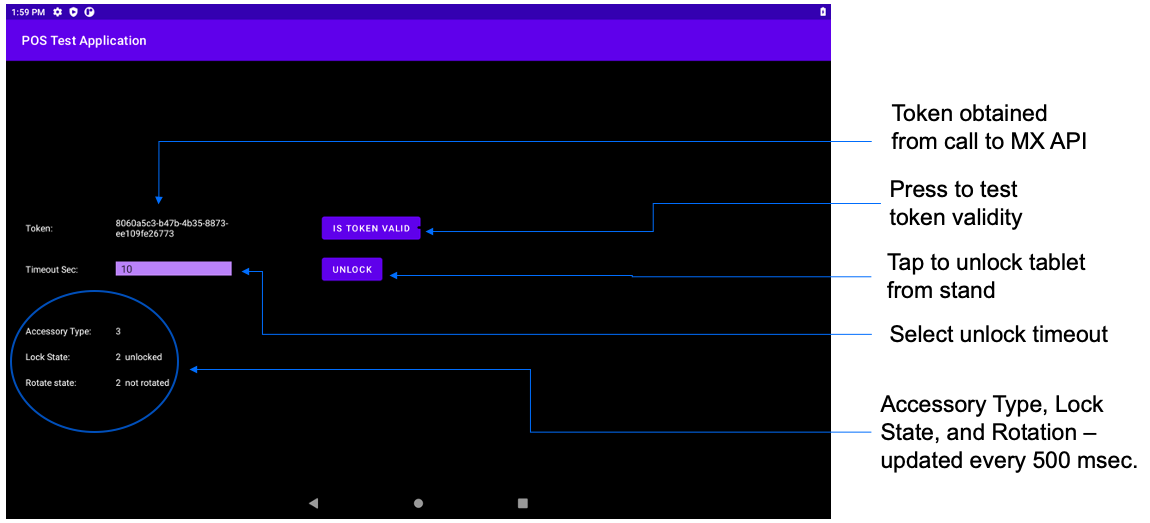 1:59 PM
POS Test Application
Token obtained
from call to MX API
Press to test
token validity
Token:
8060a5c3-b47b-4b35-8873-
ee109fe26773
IS TOKEN VALID
Tap to unlock tablet
from stand
Timeout Sec:
10
UNLOCK
Select unlock timeout
Accessory Type:
3
Lock State:
2 unlocked
Rotate state:
2 not rotated
Accessory Type, Lock
State, and Rotation –
updated every 500 msec.